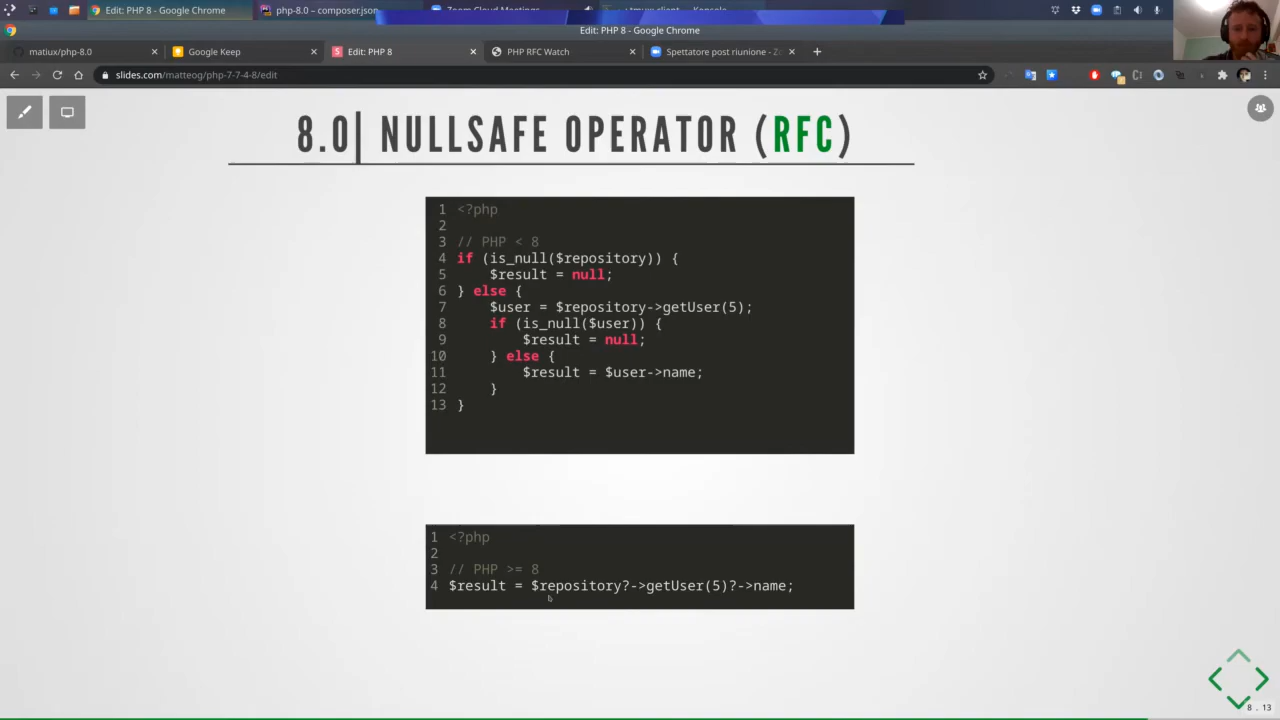 Edit: PHP 8 - Google Chrome
php-8.0 – composer.json
Zoom Cloud Meetings
Edit: PHP 8 - Google Chrome
matiux/php-8.0
Google Keep
Edit: PHP 8
PHP RFC Watch
Spettatore post riunione - Zo
slides.com/matteog/php-7-7-4-8/edit
8.0| NULLSAFE OPERATOR (RFC)
1 <?php
2
3 // PHP < 8
4 if (is_null($repository)) {
5     $result = null;
6 } else {
7     $user = $repository->getUser(5);
8     if (is_null($user)) {
9         $result = null;
10     } else {
11         $result = $user->name;
12     }
13 }
1 <?php
2
3 // PHP >= 8
4 $result = $repository?->getUser(5)?->name;
8 . 13